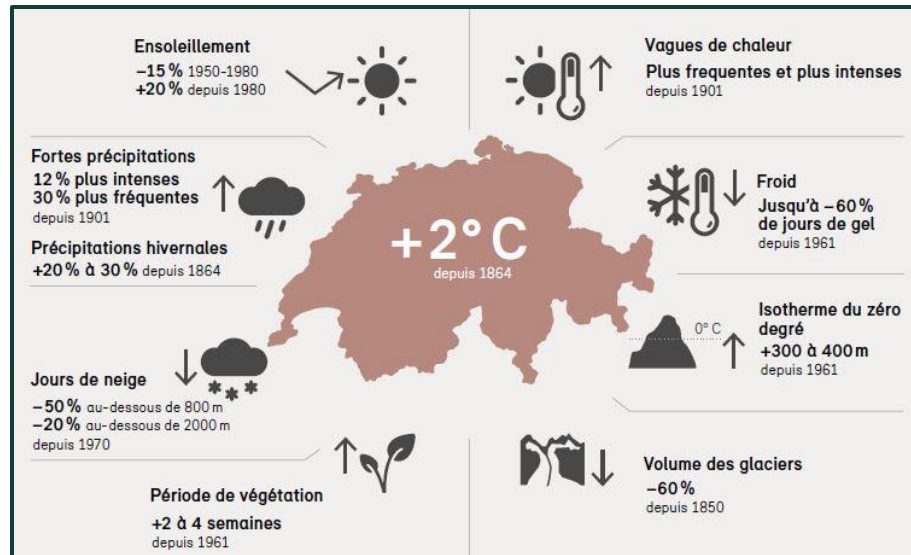 Ensoleillement
–15 % 1950-1980
+20 % depuis 1980
Vagues de chaleur
Plus frequentes et plus intenses
depuis 1901
Fortes précipitations
12 % plus intenses
30 % plus fréquentes
depuis 1901
Précipitations hivernales
+20 % à 30 % depuis 1864
+2° C
depuis 1864
Froid
Jusqu'à –60 %
de jours de gel
depuis 1961
0° C
Isotherme du zéro
degré
+300 à 400 m
depuis 1961
Jours de neige
–50 % au-dessous de 800 m
–20 % au-dessous de 2000 m
depuis 1970
Période de végétation
+2 à 4 semaines
depuis 1961
Volume des glaciers
–60 %
depuis 1850